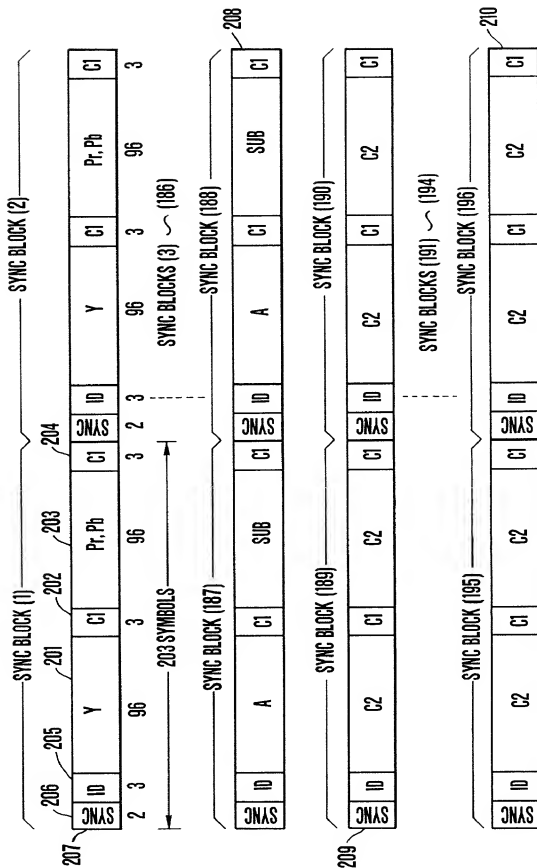 SYNC BLOCK (1) SYNC BLOCK (2)
206 205 201 202 203 204
207 SYNC ID Y C1 Pr, Pb C1 SYNC ID Y C1 Pr, Pb C1
2 3 96 3 96 3 2 3 96 3 96 3
203 SYMBOLS
SYNC BLOCKS (3) ~ (186)
SYNC BLOCK (187) SYNC BLOCK (188) 208
SYNC ID A C1 SUB C1 SYNC ID A C1 SUB C1
SYNC BLOCK (189) SYNC BLOCK (190)
209 SYNC ID C2 C1 C2 C1 SYNC ID C2 C1 C2 C1
SYNC BLOCKS (191) ~ (194)
SYNC BLOCK (195) SYNC BLOCK (196) 210
SYNC ID C2 C1 C2 C1 SYNC ID C2 C1 C2 C1